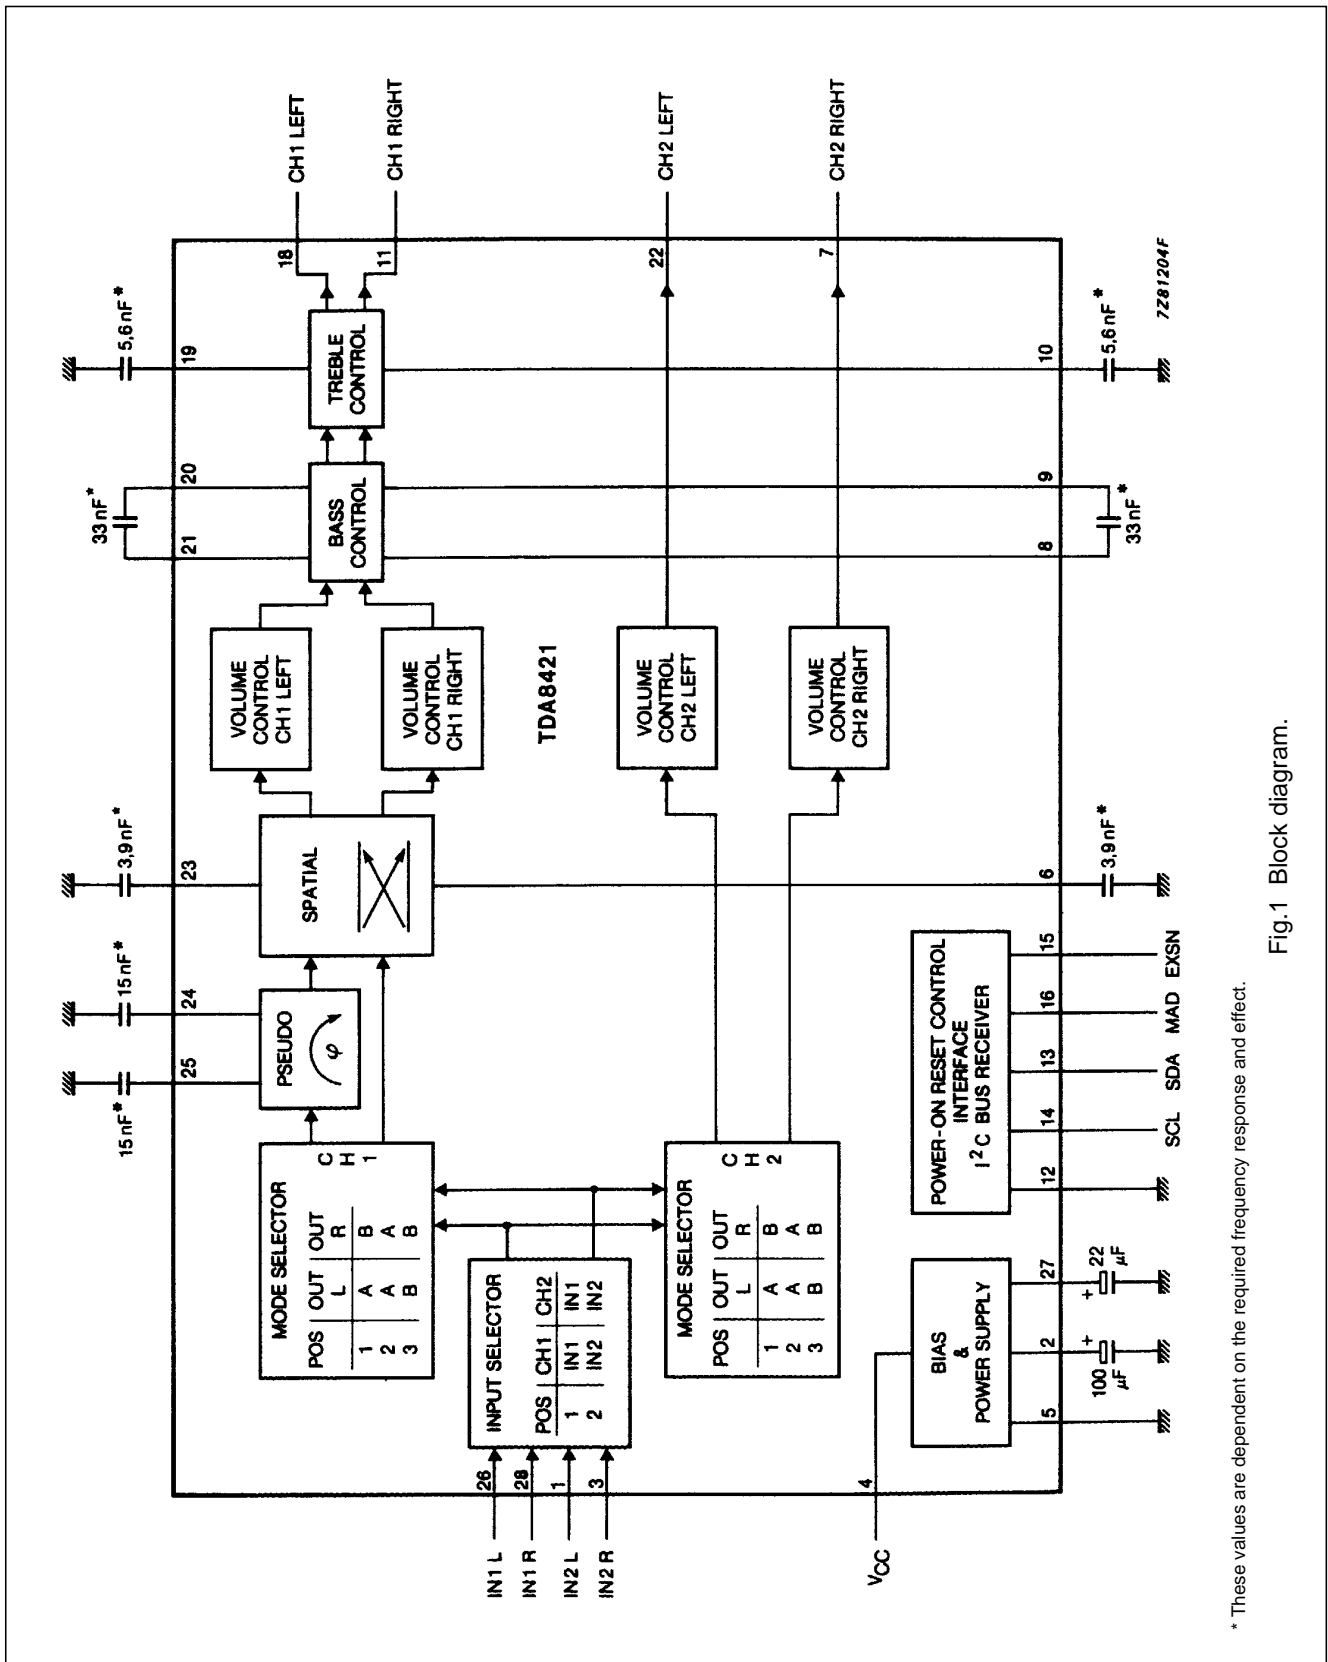 15 nF*
15 nF*
3,9 nF*
33 nF*
5,6 nF*
25
24
23
21
20
19
MODE SELECTOR
POS OUT OUT
L R
1 A B
2 A A
3 B B
C
H
1
PSEUDO
φ
SPATIAL
VOLUME
CONTROL
CH1 LEFT
VOLUME
CONTROL
CH1 RIGHT
BASS
CONTROL
TREBLE
CONTROL
18
CH1 LEFT
11
CH1 RIGHT
IN1 L
26
IN1 R
28
IN2 L
1
IN2 R
3
INPUT SELECTOR
POS CH1 CH2
1 IN1 IN1
2 IN2 IN2
TDA8421
MODE SELECTOR
POS OUT OUT
L R
1 A B
2 A A
3 B B
C
H
2
VOLUME
CONTROL
CH2 LEFT
VOLUME
CONTROL
CH2 RIGHT
22
CH2 LEFT
7
CH2 RIGHT
VCC
4
BIAS
&
POWER SUPPLY
POWER-ON RESET CONTROL
INTERFACE
I²C BUS RECEIVER
5
2
27
12
14
13
16
15
6
8
9
10
100
µF
+
+
22
µF
SCL
SDA
MAD
EXSN
3,9 nF*
33 nF*
5,6 nF*
7Z81204F
* These values are dependent on the required frequency response and effect.
Fig.1 Block diagram.